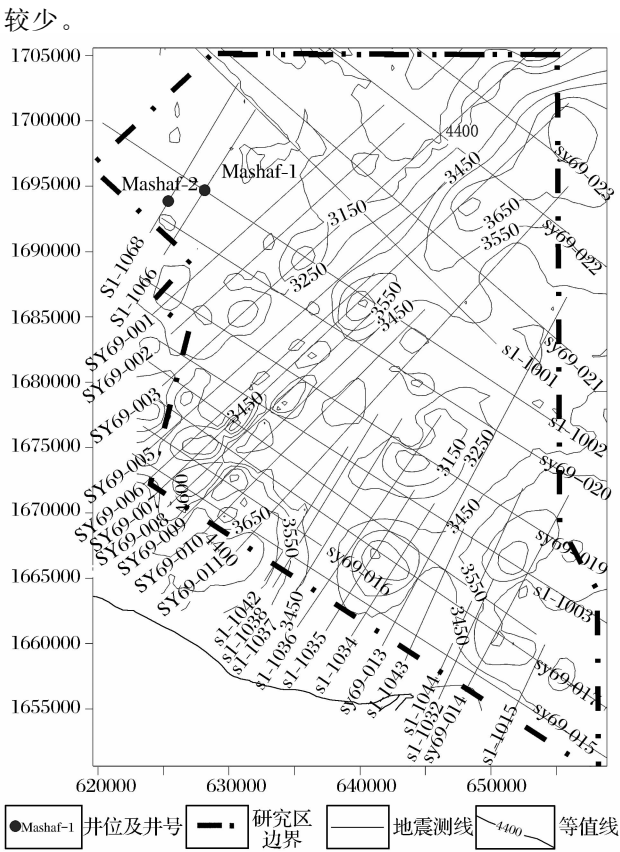 较少。
1705000
1700000
1695000
1690000
1685000
1680000
1675000
1670000
1665000
1660000
1655000
620000
630000
640000
650000
Mashaf-2
Mashaf-1
4400
3450
3150
3250
3650
3550
3550
3450
3450
3150
3250
3450
3550
3450
4600
3650
4400
3550
3450
sy69-023
sy69-022
sy69-021
s1-1001
s1-1002
sy69-020
sy69-019
s1-1003
sy69-017
sy69-015
sy69-016
S1-1068
S1-1066
SY69-001
SY69-002
SY69-003
SY69-005
SY69-006
SY69-007
SY69-008
SY69-009
SY69-010
SY69-011
s1-1042
s1-1038
s1-1037
s1-1036
s1-1035
s1-1034
sy69-013
s1-1043
s1-1044
s1-1032
sy69-014
s1-1015
Mashaf-1 井位及井号
研究区
边界
地震测线
4400 等值线